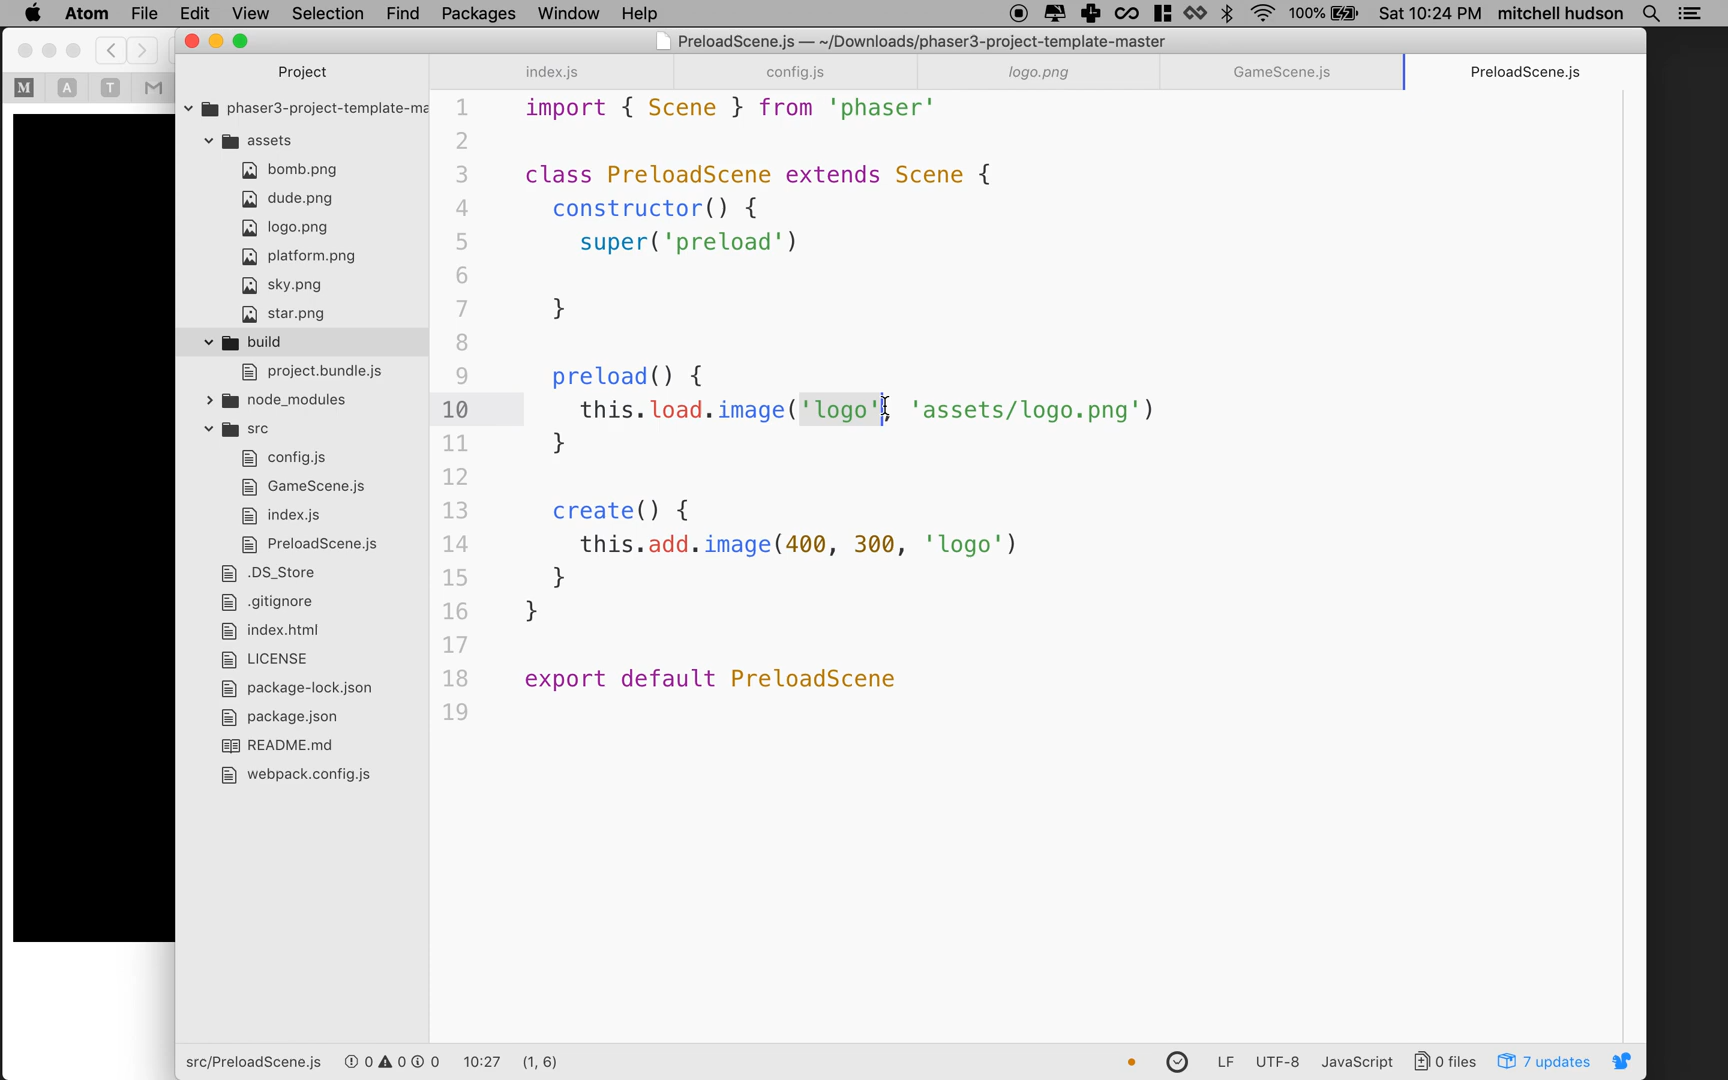 Atom File Edit View Selection Find Packages Window Help 100% Sat 10:24 PM mitchell hudson
PreloadScene.js — ~/Downloads/phaser3-project-template-master
M A T M
Project index.js config.js logo.png GameScene.js PreloadScene.js
phaser3-project-template-ma
assets
bomb.png
dude.png
logo.png
platform.png
sky.png
star.png
build
project.bundle.js
node_modules
src
config.js
GameScene.js
index.js
PreloadScene.js
.DS_Store
.gitignore
index.html
LICENSE
package-lock.json
package.json
README.md
webpack.config.js
1 import { Scene } from 'phaser'
2
3 class PreloadScene extends Scene {
4 constructor() {
5 super('preload')
6
7 }
8
9 preload() {
10 this.load.image('logo', 'assets/logo.png')
11 }
12
13 create() {
14 this.add.image(400, 300, 'logo')
15 }
16 }
17
18 export default PreloadScene
19
src/PreloadScene.js 0 0 0 10:27 (1, 6) LF UTF-8 JavaScript 0 files 7 updates